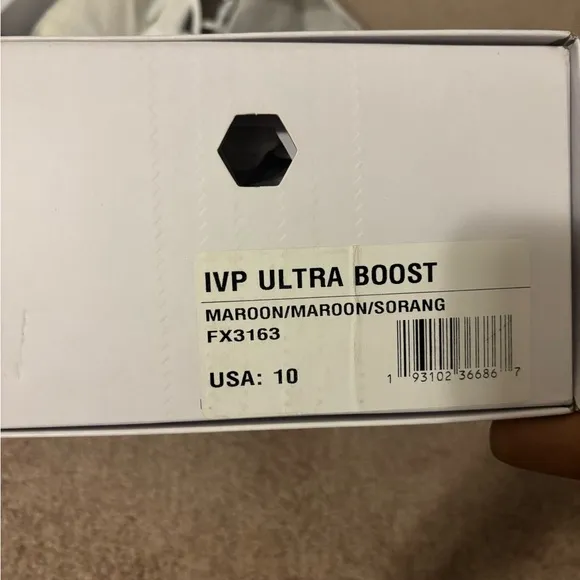 IVP ULTRA BOOST
MAROON/MAROON/SORANG
FX3163
USA: 10
1 93102 36686 7